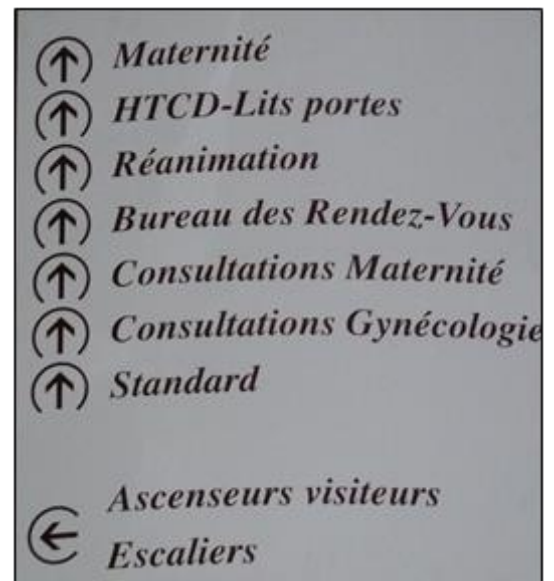 Maternité
HTCD-Lits portes
Réanimation
Bureau des Rendez-Vous
Consultations Maternité
Consultations Gynécologie
Standard
Ascenseurs visiteurs
Escaliers